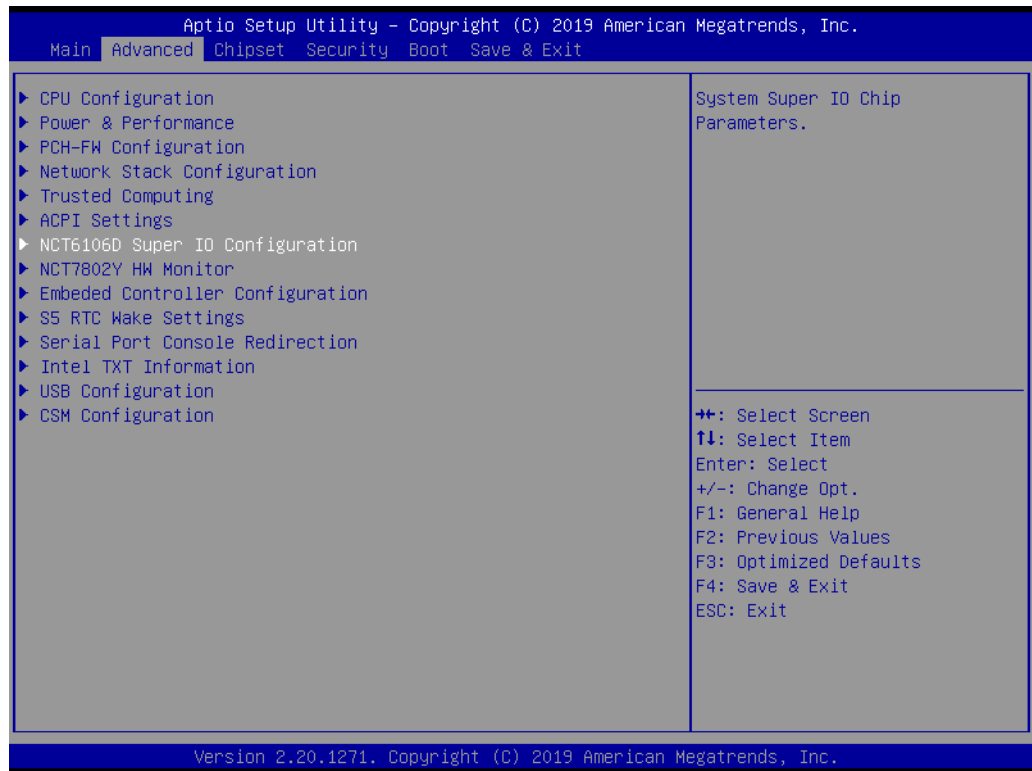 Aptio Setup Utility – Copyright (C) 2019 American Megatrends, Inc.
Main Advanced Chipset Security Boot Save & Exit
▶ CPU Configuration
▶ Power & Performance
▶ PCH-FW Configuration
▶ Network Stack Configuration
▶ Trusted Computing
▶ ACPI Settings
▶ NCT6106D Super IO Configuration
▶ NCT7802Y HW Monitor
▶ Embeded Controller Configuration
▶ S5 RTC Wake Settings
▶ Serial Port Console Redirection
▶ Intel TXT Information
▶ USB Configuration
▶ CSM Configuration
System Super IO Chip
Parameters.
→←: Select Screen
↑↓: Select Item
Enter: Select
+/-: Change Opt.
F1: General Help
F2: Previous Values
F3: Optimized Defaults
F4: Save & Exit
ESC: Exit
Version 2.20.1271. Copyright (C) 2019 American Megatrends, Inc.